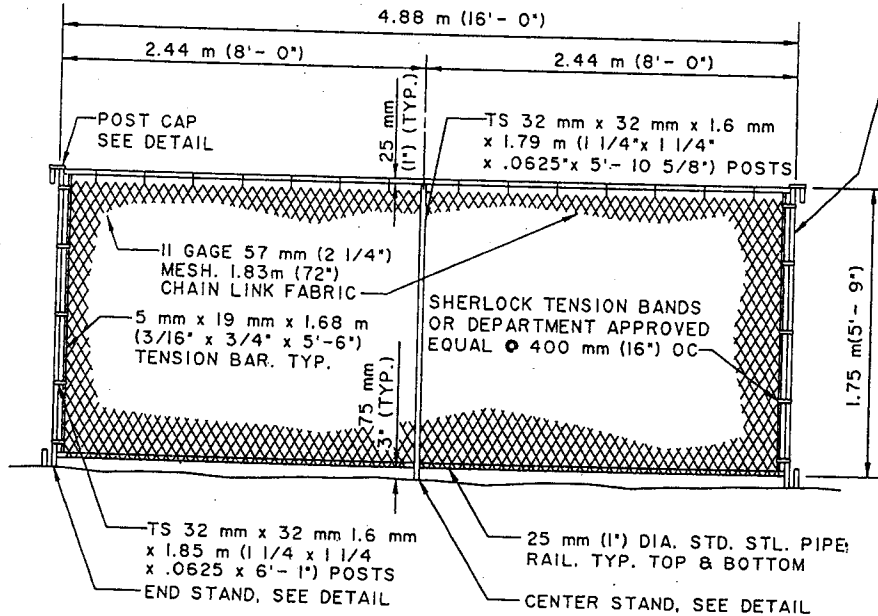 4.88 m (16'- 0")
2.44 m (8'- 0")
2.44 m (8'- 0")
POST CAP
SEE DETAIL
25 mm
(1") (TYP.)
TS 32 mm x 32 mm x 1.6 mm
x 1.79 m (1 1/4"x 1 1/4"
x .0625"x 5'- 10 5/8") POSTS
11 GAGE 57 mm (2 1/4")
MESH. 1.83m (72")
CHAIN LINK FABRIC
SHERLOCK TENSION BANDS
OR DEPARTMENT APPROVED
EQUAL @ 400 mm (16") OC
5 mm x 19 mm x 1.68 m
(3/16" x 3/4" x 5'-6")
TENSION BAR. TYP.
75 mm
3" (TYP.)
1.75 m(5'- 9")
TS 32 mm x 32 mm 1.6 mm
x 1.85 m (1 1/4 x 1 1/4
x .0625 x 6'- 1") POSTS
END STAND, SEE DETAIL
25 mm (1") DIA. STD. STL. PIPE
RAIL. TYP. TOP & BOTTOM
CENTER STAND, SEE DETAIL